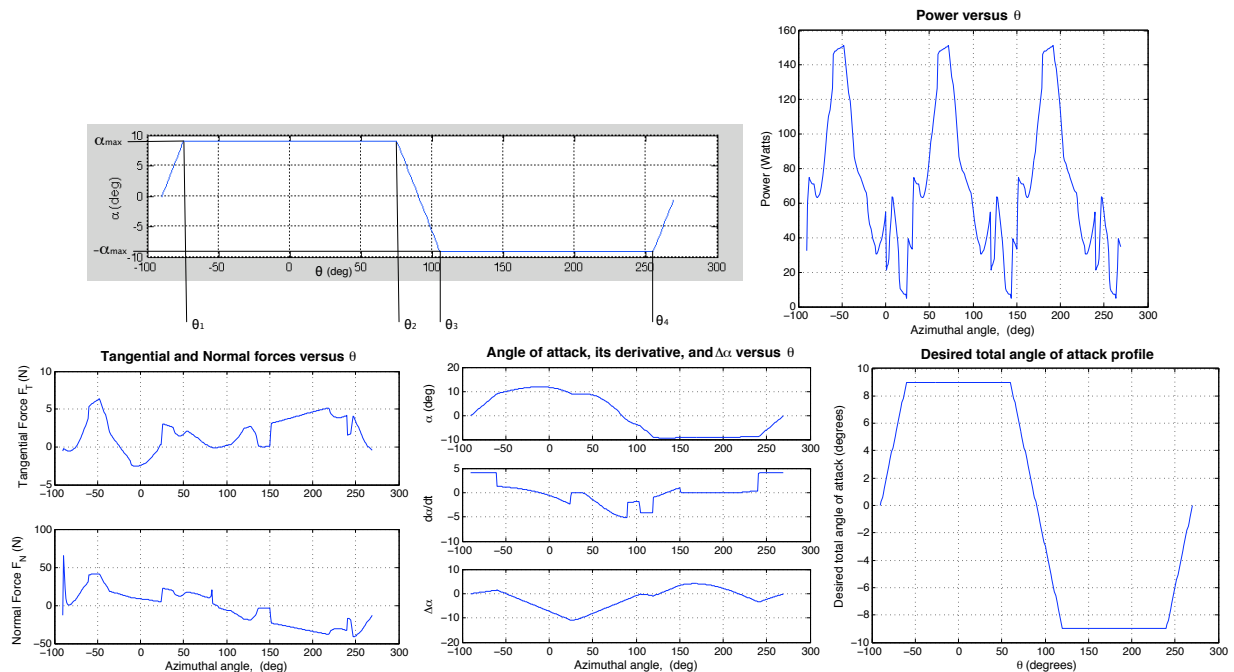 Power versus θ
160
140
120
100
80
60
40
20
0
Power (Watts)
−100 −50 0 50 100 150 200 250 300
Azimuthal angle, (deg)
αmax
−αmax
10
5
0
-5
-10
α (deg)
-100 -50 0 50 100 150 200 250 300
θ (deg)
θ1 θ2 θ3 θ4
Tangential and Normal forces versus θ
10
5
0
−5
Tangential Force F_T (N)
−100 −50 0 50 100 150 200 250 300
100
50
0
−50
Normal Force F_N (N)
−100 −50 0 50 100 150 200 250 300
Azimuthal angle, (deg)
Angle of attack, its derivative, and Δα versus θ
20
10
0
−10
α (deg)
−100 −50 0 50 100 150 200 250 300
5
0
−5
−10
dα/dt
−100 −50 0 50 100 150 200 250 300
10
0
−10
−20
Δα
−100 −50 0 50 100 150 200 250 300
Azimuthal angle, (deg)
Desired total angle of attack profile
10
8
6
4
2
0
−2
−4
−6
−8
−10
Desired total angle of attack (degrees)
−100 −50 0 50 100 150 200 250 300
θ (degrees)